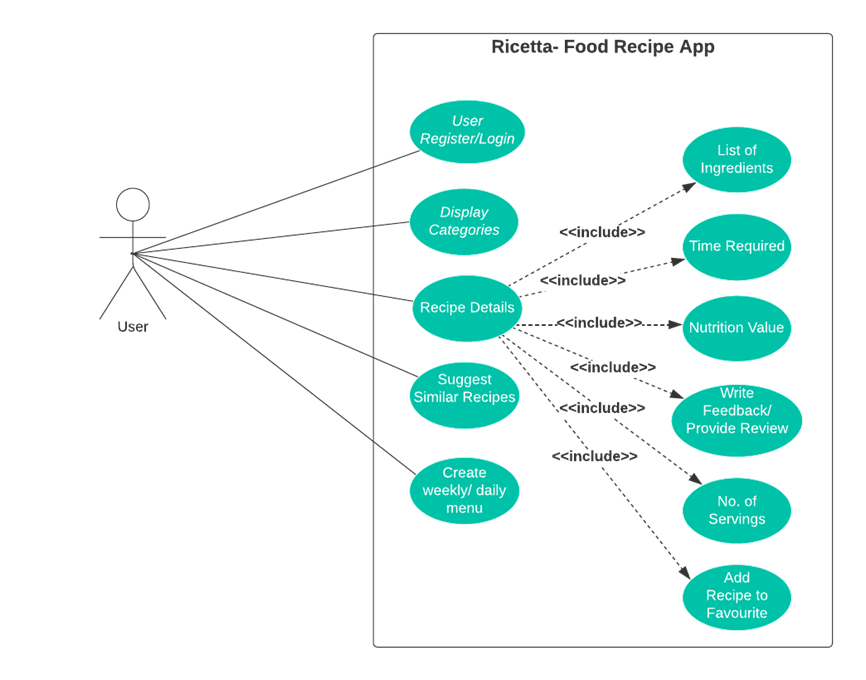 Ricetta- Food Recipe App
User
Register/Login
Display
Categories
Recipe Details
Suggest
Similar Recipes
Create
weekly/ daily
menu
User
<<include>>
<<include>>
<<include>>
<<include>>
<<include>>
<<include>>
List of
Ingredients
Time Required
Nutrition Value
Write
Feedback/
Provide Review
No. of
Servings
Add
Recipe to
Favourite